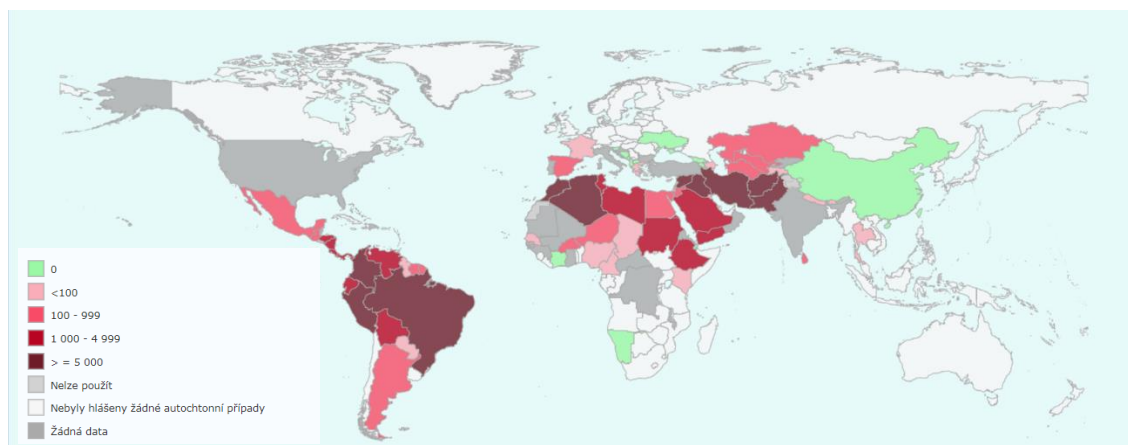 0
<100
100 - 999
1 000 - 4 999
> = 5 000
Nelze použít
Nebyly hlášeny žádné autochtonní případy
Žádná data